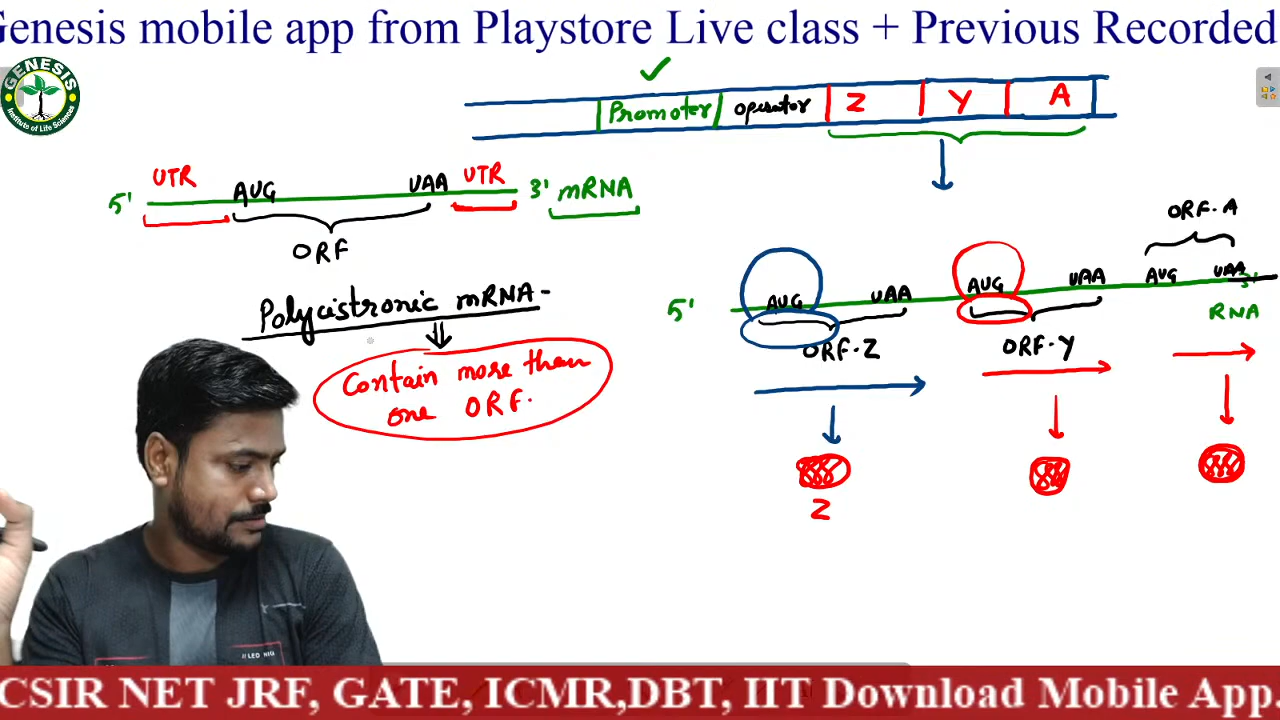 Genesis mobile app from Playstore Live class + Previous Recorded
GENESIS
Institute of Life Sciences
Promoter operator Z Y A
5' UTR AUG UAA UTR 3' mRNA
ORF
Polycistronic mRNA-
Contain more than
one ORF.
ORF-A
5' AUG UAA AUG UAA AUG UAA 3'
RNA
ORF-Z ORF-Y
Z
CSIR NET JRF, GATE, ICMR,DBT, IIT Download Mobile App.